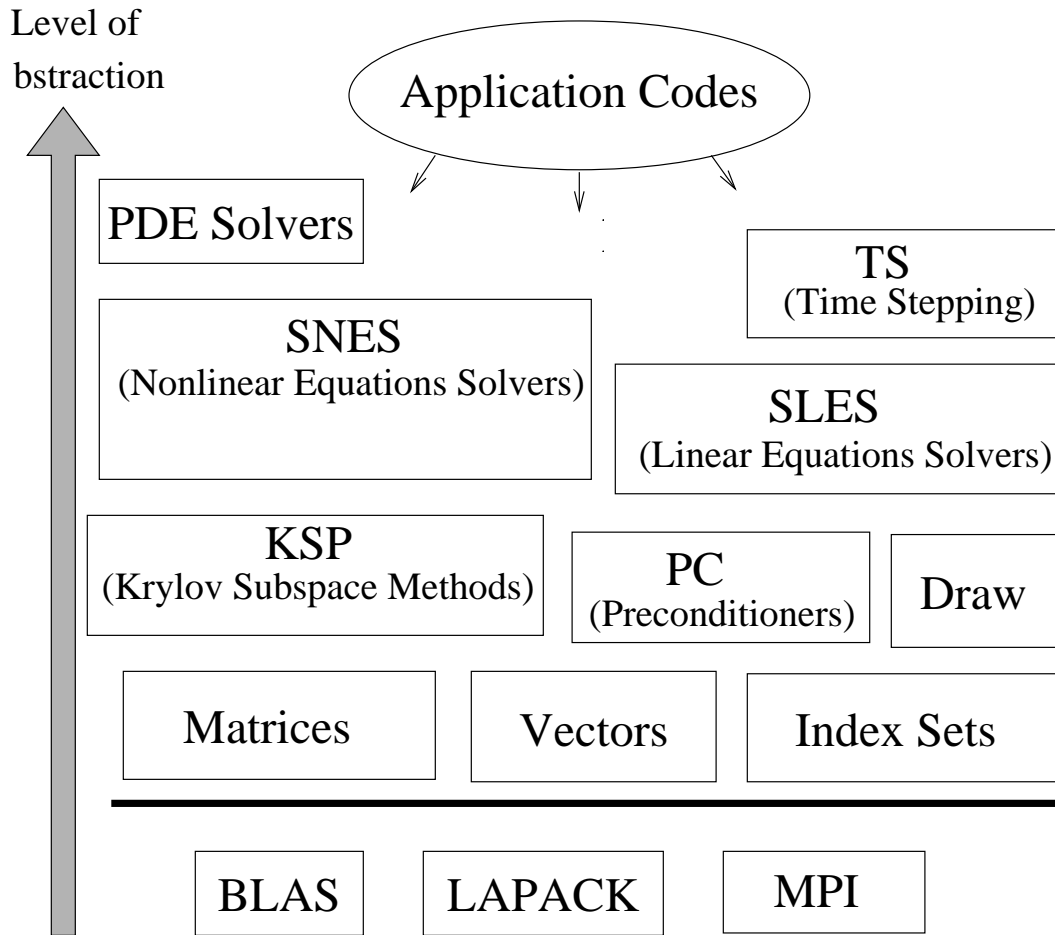 Level of
bstraction
Application Codes
PDE Solvers
TS
(Time Stepping)
SNES
(Nonlinear Equations Solvers)
SLES
(Linear Equations Solvers)
KSP
(Krylov Subspace Methods)
PC
(Preconditioners)
Draw
Matrices
Vectors
Index Sets
BLAS
LAPACK
MPI